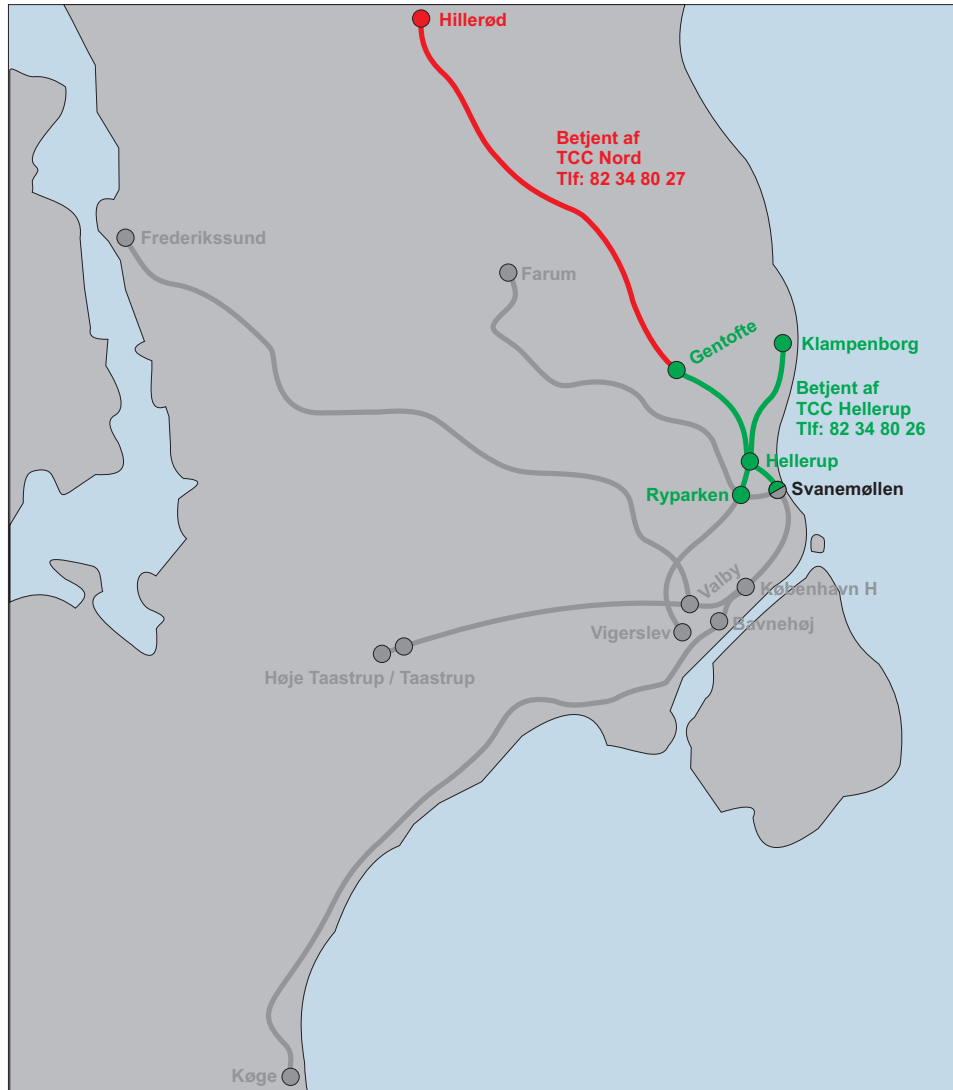 Hillerød
Betjent af
TCC Nord
Tlf: 82 34 80 27
Frederikssund
Farum
Gentofte
Klampenborg
Betjent af
TCC Hellerup
Tlf: 82 34 80 26
Hellerup
Ryparken
Svanemøllen
Valby
København H
Vigerslev
Bavnehøj
Høje Taastrup / Taastrup
Køge